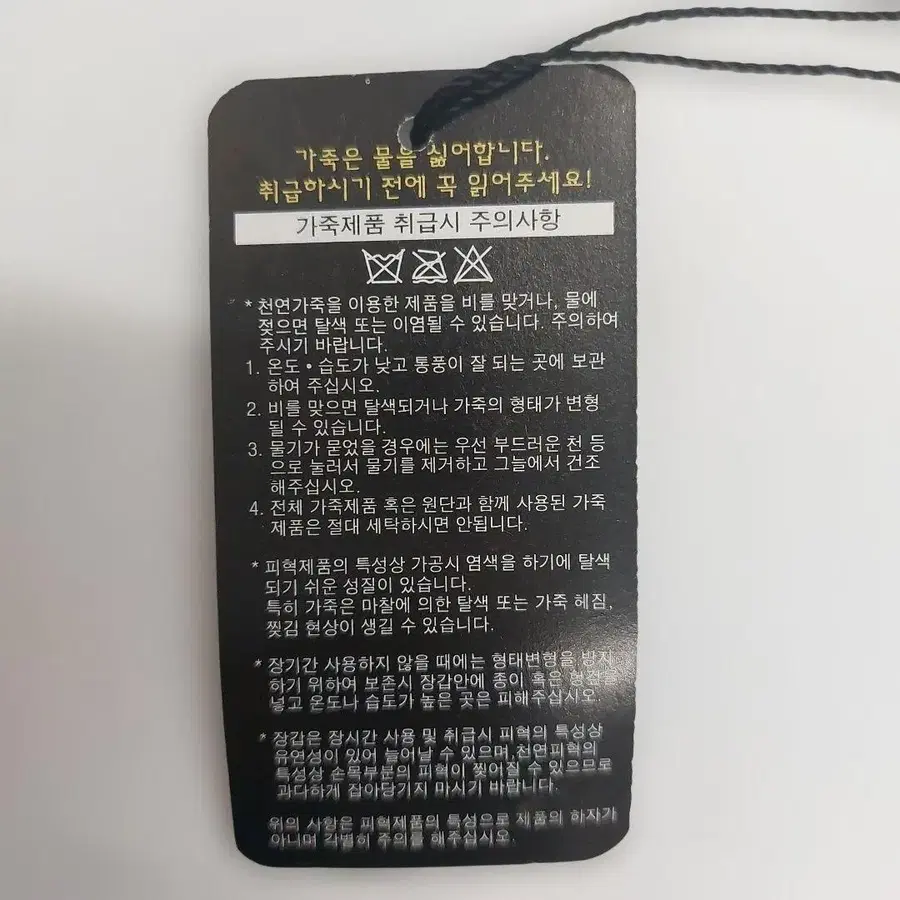 가죽은 물을 싫어합니다.
취급하시기 전에 꼭 읽어주세요!
가죽제품 취급시 주의사항
* 천연가죽을 이용한 제품을 비를 맞거나, 물에
젖으면 탈색 또는 이염될 수 있습니다. 주의하여
주시기 바랍니다.
1. 온도 • 습도가 낮고 통풍이 잘 되는 곳에 보관
하여 주십시오.
2. 비를 맞으면 탈색되거나 가죽의 형태가 변형
될 수 있습니다.
3. 물기가 묻었을 경우에는 우선 부드러운 천 등
으로 눌러서 물기를 제거하고 그늘에서 건조
해주십시오.
4. 전체 가죽제품 혹은 원단과 함께 사용된 가죽
제품은 절대 세탁하시면 안됩니다.
* 피혁제품의 특성상 가공시 염색을 하기에 탈색
되기 쉬운 성질이 있습니다.
특히 가죽은 마찰에 의한 탈색 또는 가죽 헤짐,
찢김 현상이 생길 수 있습니다.
* 장기간 사용하지 않을 때에는 형태변형을 방지
하기 위하여 보존시 장갑안에 종이 혹은 형질을
넣고 온도나 습도가 높은 곳은 피해주십시오.
* 장갑은 장시간 사용 및 취급시 피혁의 특성상
유연성이 있어 늘어날 수 있으며,천연피혁의
특성상 손목부분의 피혁이 찢어질 수 있으므로
과다하게 잡아당기지 마시기 바랍니다.
위의 사항은 피혁제품의 특성으로 제품의 하자가
아니며 각별히 주의를 해주십시오.